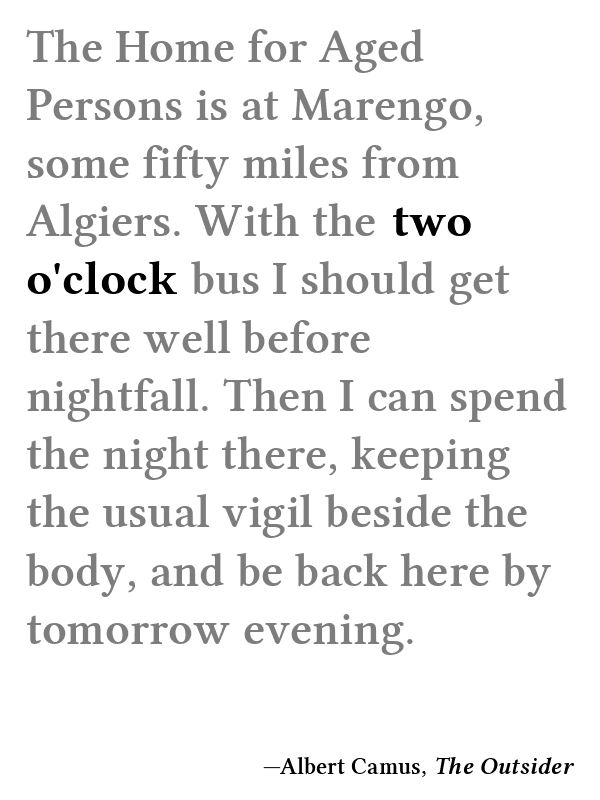 The Home for Aged
Persons is at Marengo,
some fifty miles from
Algiers. With the two
o'clock bus I should get
there well before
nightfall. Then I can spend
the night there, keeping
the usual vigil beside the
body, and be back here by
tomorrow evening.
—Albert Camus, The Outsider